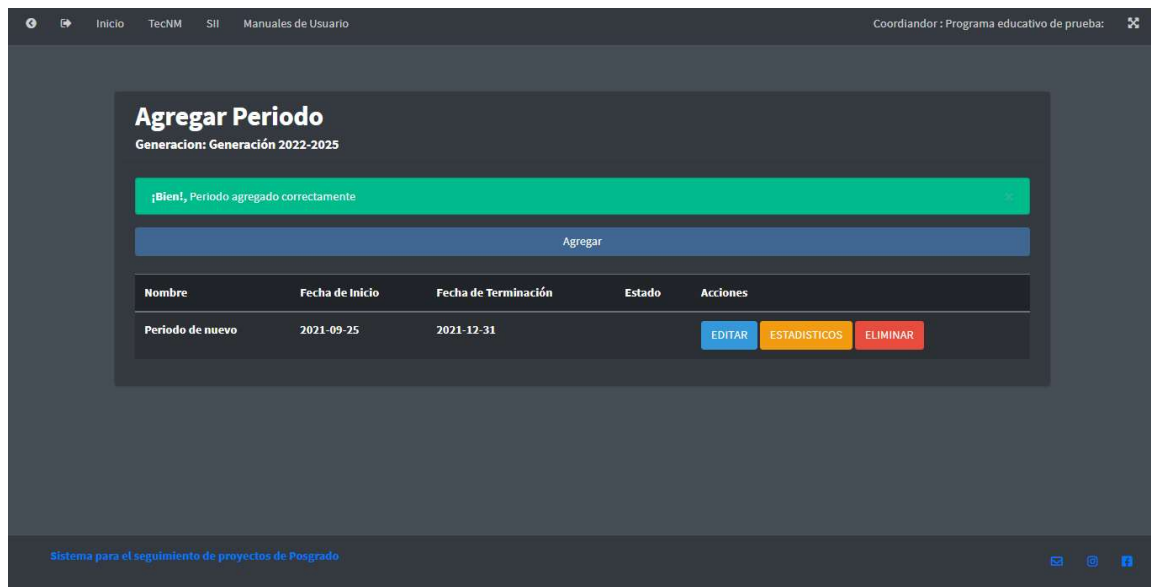 Inicio TecNM SII Manuales de Usuario Coordiandor : Programa educativo de prueba:
Agregar Periodo
Generacion: Generación 2022-2025
¡Bien!, Periodo agregado correctamente ×
Agregar
Nombre Fecha de Inicio Fecha de Terminación Estado Acciones
Periodo de nuevo 2021-09-25 2021-12-31 EDITAR ESTADISTICOS ELIMINAR
Sistema para el seguimiento de proyectos de Posgrado